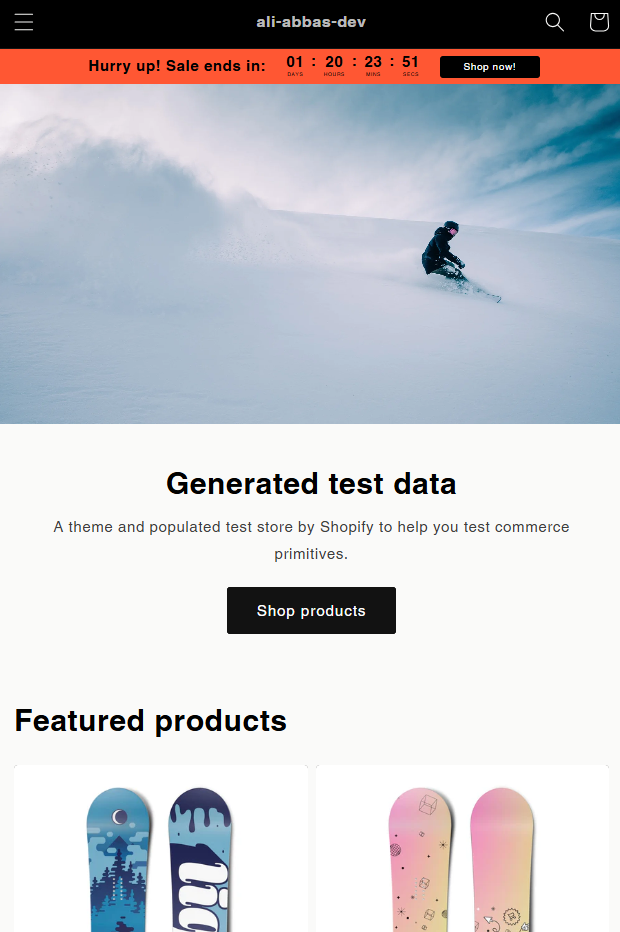 ali-abbas-dev
Hurry up! Sale ends in: 01 : 20 : 23 : 51 Shop now!
DAYS HOURS MINS SECS
Generated test data
A theme and populated test store by Shopify to help you test commerce
primitives.
Shop products
Featured products